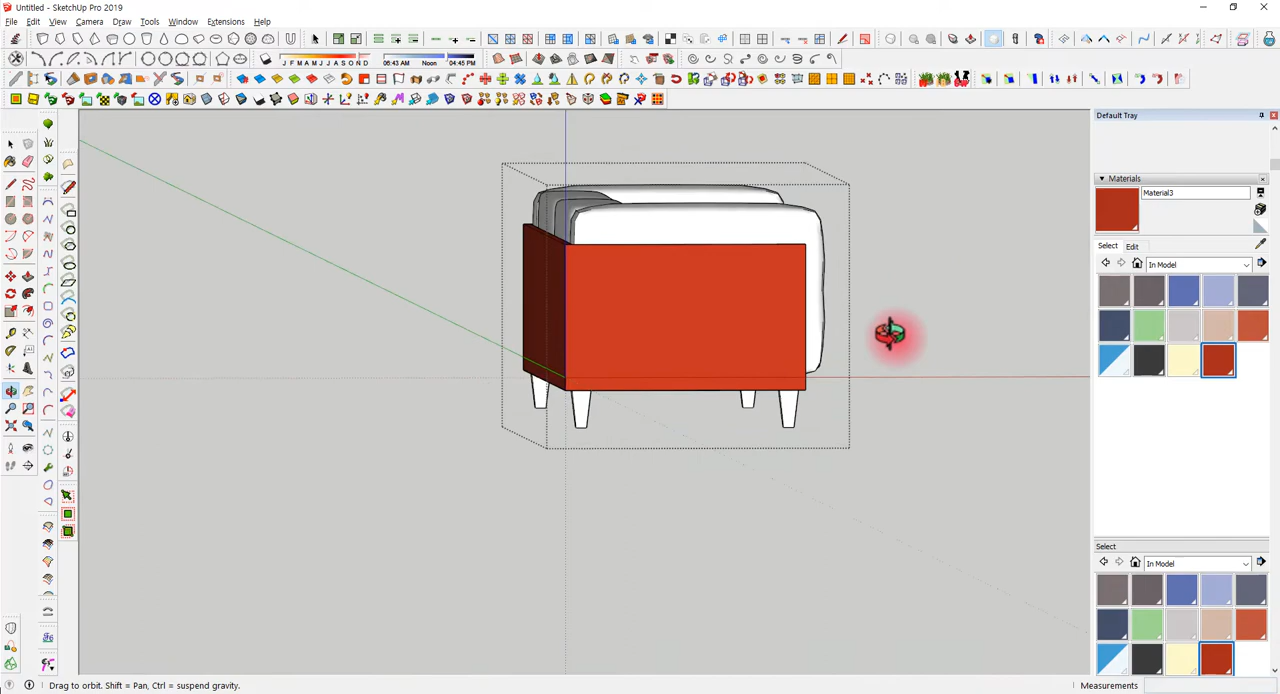 Untitled - SketchUp Pro 2019
File Edit View Camera Draw Tools Window Extensions Help
J F M A M J J A S O N D
06:43 AM Noon 04:45 PM
Default Tray
Materials
Material3
Select Edit
In Model
Select
In Model
Drag to orbit. Shift = Pan, Ctrl = suspend gravity.
Measurements